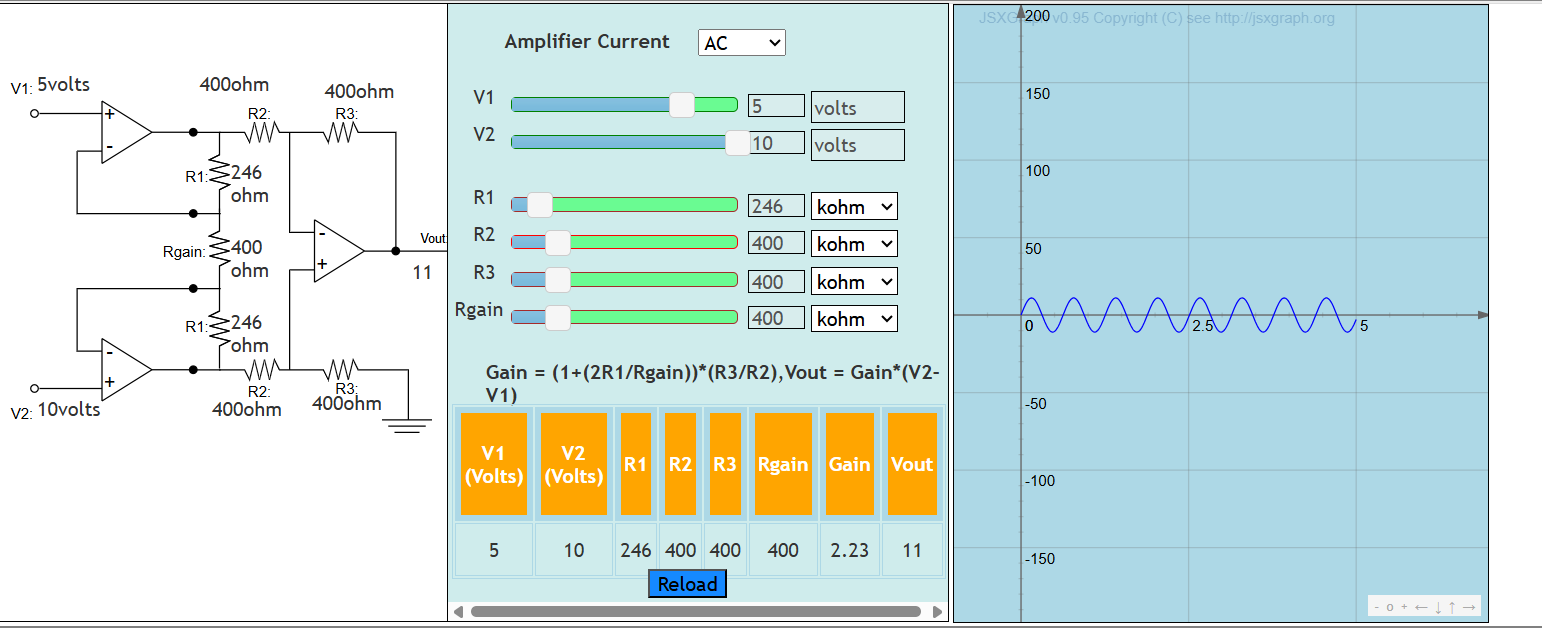 V1: 5volts
400ohm
400ohm
R2:
R3:
+
-
R1: 246
ohm
Rgain: 400
ohm
-
+
Vout:
11
R1: 246
ohm
-
+
R2:
R3:
400ohm
400ohm
V2: 10volts
Amplifier Current AC
V1 5 volts
V2 10 volts
R1 246 kohm
R2 400 kohm
R3 400 kohm
Rgain 400 kohm
Gain = (1+(2R1/Rgain))*(R3/R2),Vout = Gain*(V2-
V1)
V1 (Volts) V2 (Volts) R1 R2 R3 Rgain Gain Vout
5 10 246 400 400 400 2.23 11
Reload
JSXGraph v0.95 Copyright (C) see http://jsxgraph.org
200
150
100
50
0 2.5 5
-50
-100
-150
- o + ← ↓ ↑ →